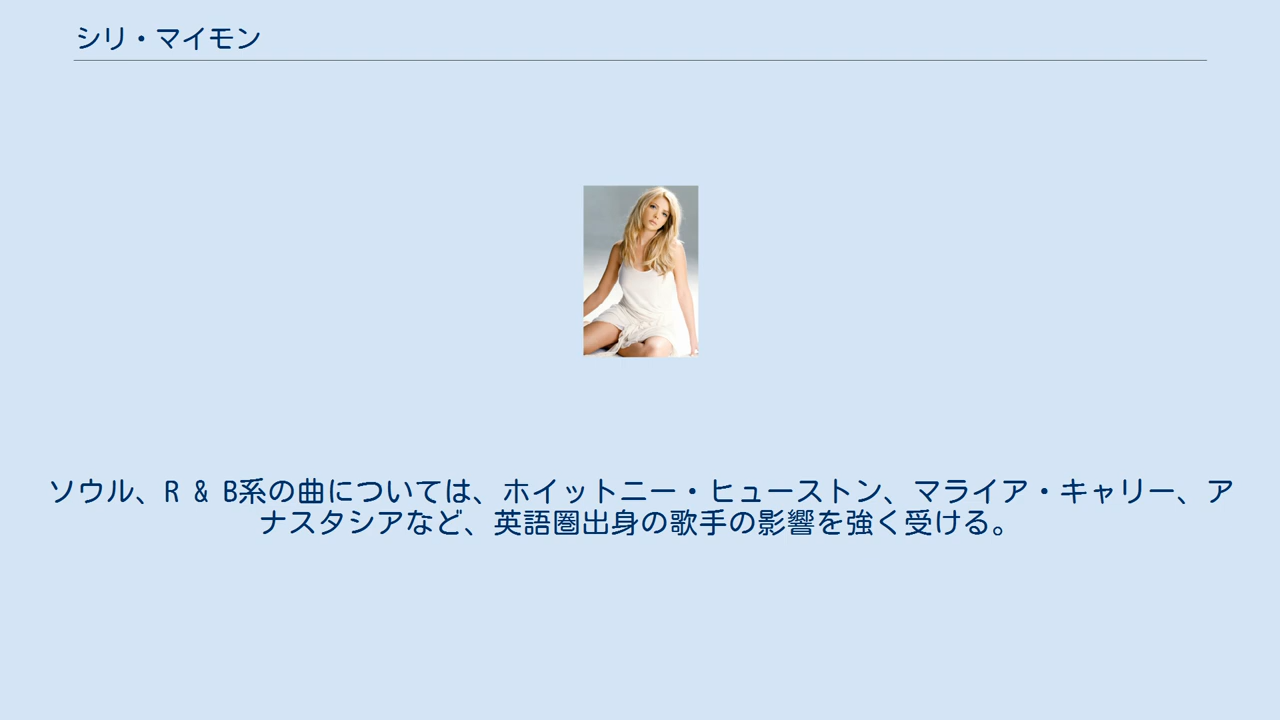 シリ・マイモン
ソウル、R & B系の曲については、ホイットニー・ヒューストン、マライア・キャリー、ア
ナスタシアなど、英語圏出身の歌手の影響を強く受ける。